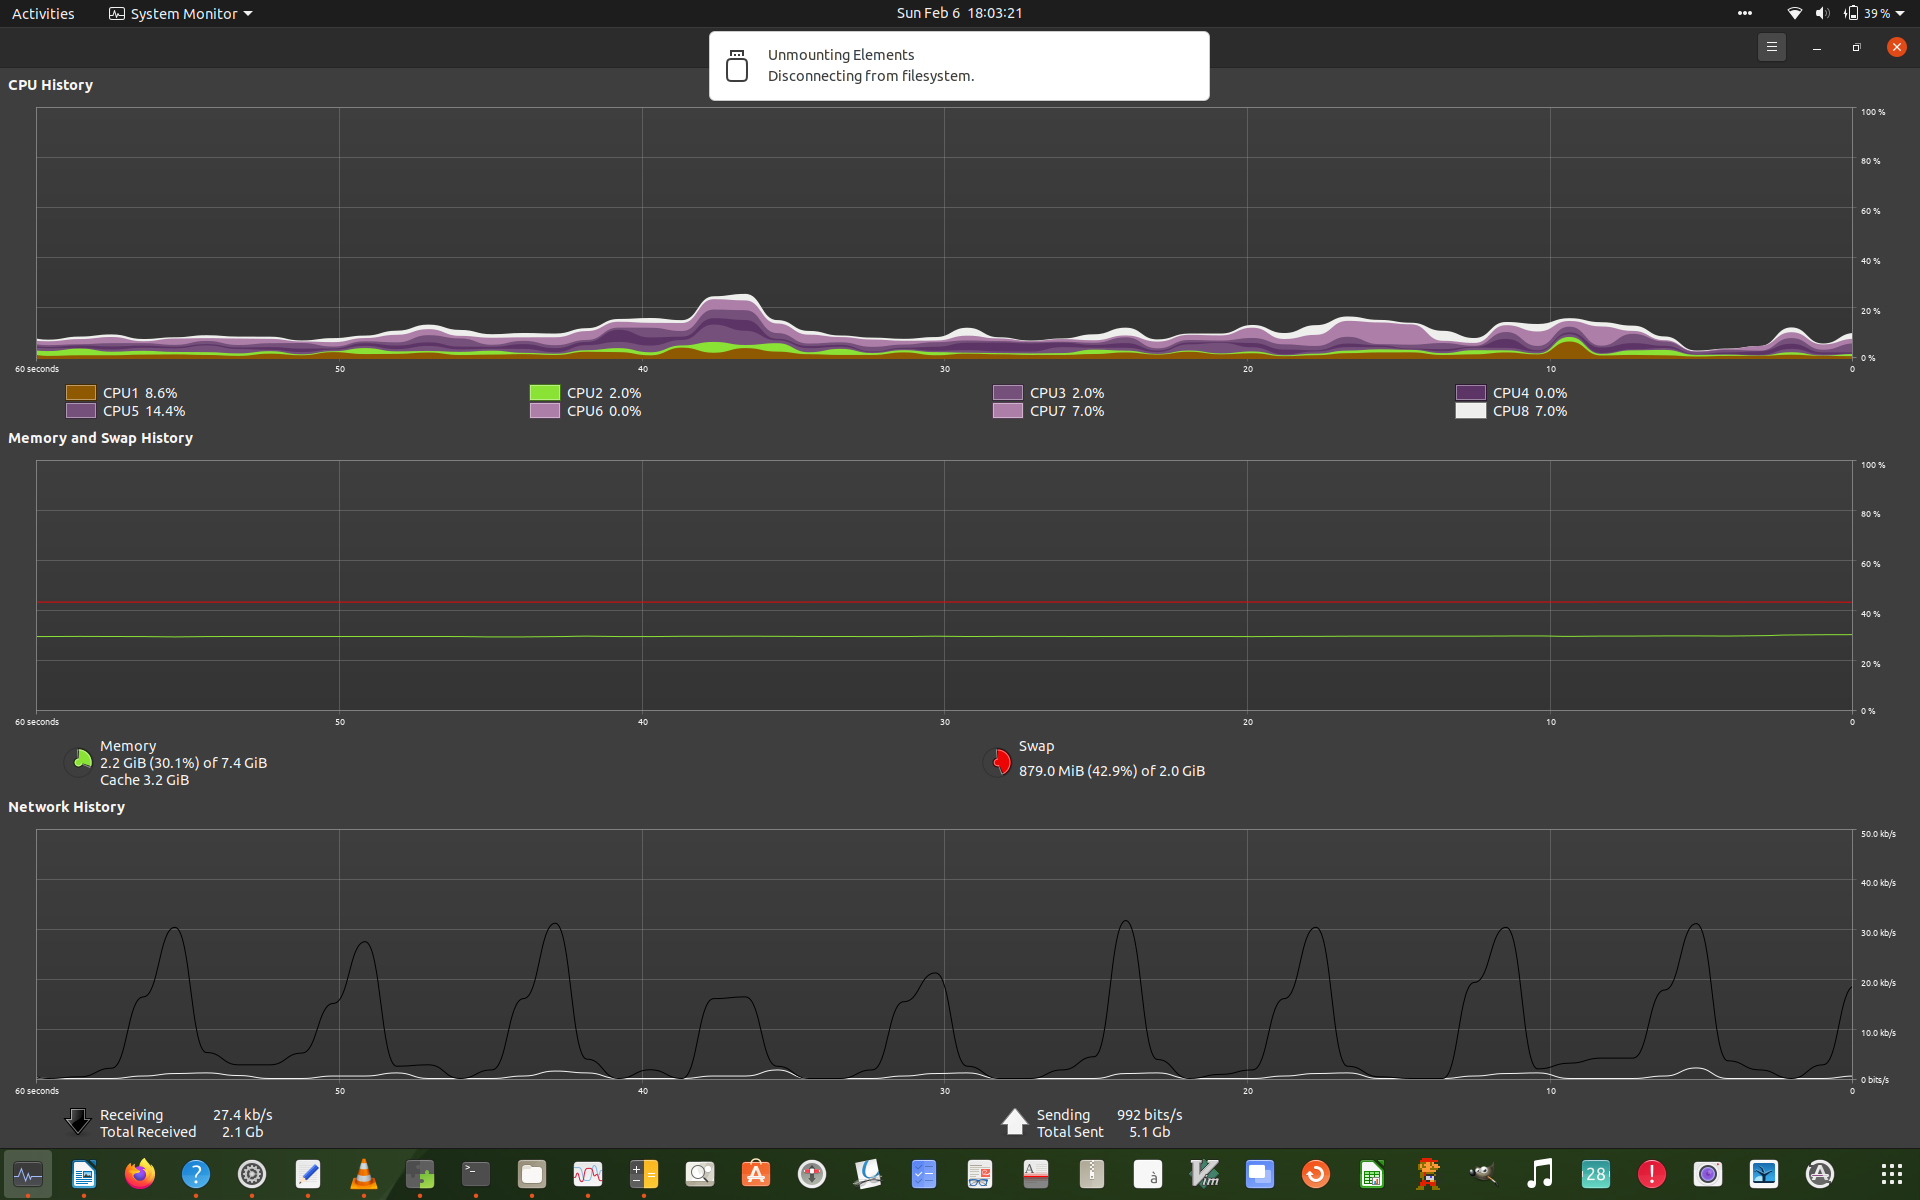 Activities
System Monitor
Sun Feb 6 18:03:21
39 %
Unmounting Elements
Disconnecting from filesystem.
CPU History
100 %
80 %
60 %
40 %
20 %
0 %
60 seconds 50 40 30 20 10 0
CPU1 8.6% CPU2 2.0% CPU3 2.0% CPU4 0.0%
CPU5 14.4% CPU6 0.0% CPU7 7.0% CPU8 7.0%
Memory and Swap History
100 %
80 %
60 %
40 %
20 %
0 %
60 seconds 50 40 30 20 10 0
Memory
2.2 GiB (30.1%) of 7.4 GiB
Cache 3.2 GiB
Swap
879.0 MiB (42.9%) of 2.0 GiB
Network History
50.0 kb/s
40.0 kb/s
30.0 kb/s
20.0 kb/s
10.0 kb/s
0 bits/s
60 seconds 50 40 30 20 10 0
Receiving 27.4 kb/s
Total Received 2.1 Gb
Sending 992 bits/s
Total Sent 5.1 Gb
?
>_
A
à
Vim
28
!